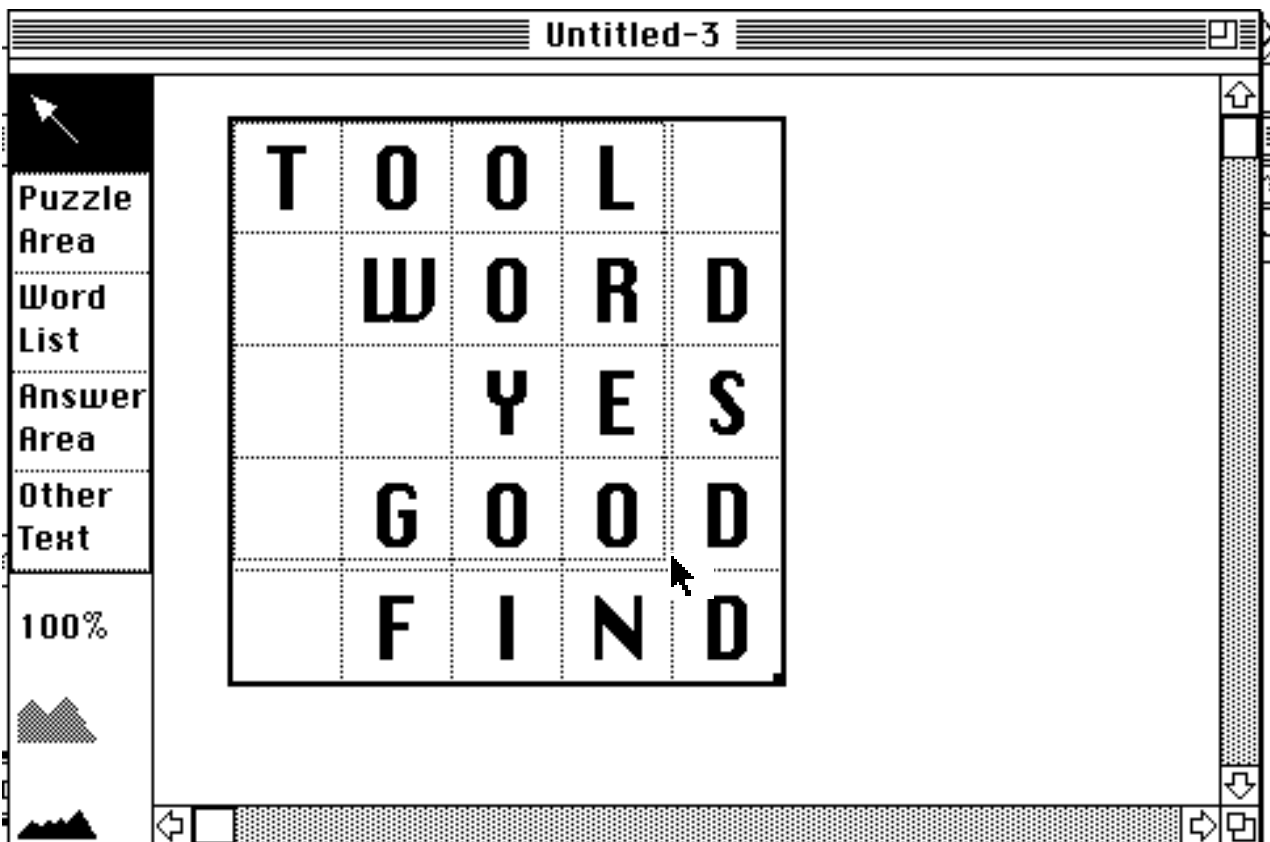 Untitled-3
Puzzle
Area
Word
List
Answer
Area
Other
Text
100%
T O O L
W O R D
Y E S
G O O D
F I N D